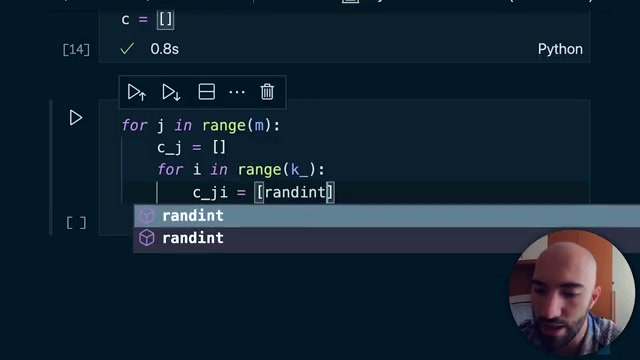 c = []
[14] 0.8s Python
for j in range(m):
c_j = []
for i in range(k_):
c_ji = [randint]
randint
[ ]
randint